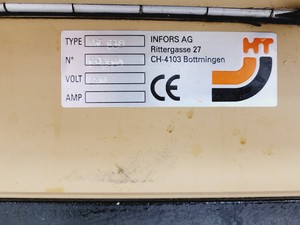 TYPE
INFORS AG
Rittergasse 27
N°
CH-4103 Bottmingen
VOLT
AMP
CE
HT